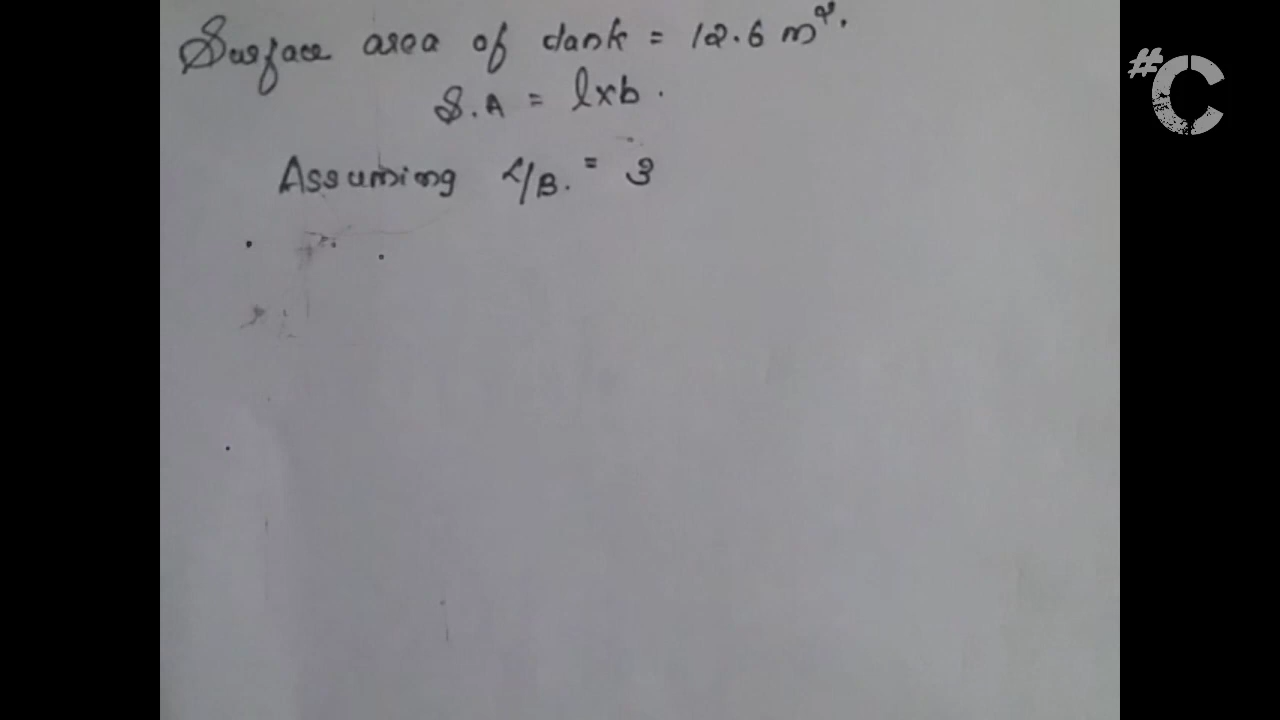 Surface area of tank = 12.6 m².
S.A = l×b.
Assuming L/B. = 3
#C